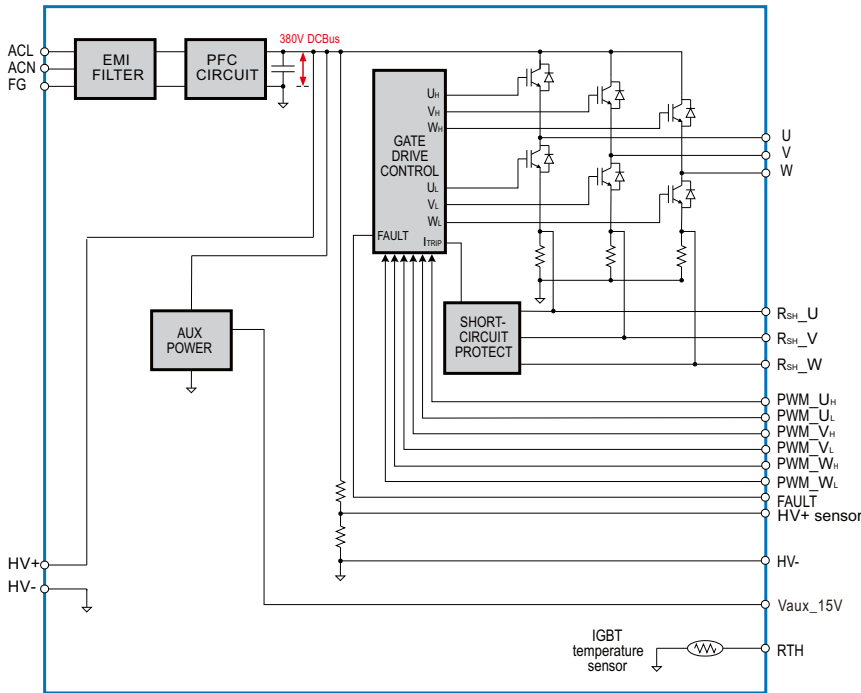 ACL
ACN
FG
EMI
FILTER
PFC
CIRCUIT
380V DCBus
UH
VH
WH
GATE
DRIVE
CONTROL
UL
VL
WL
FAULT
ITRIP
U
V
W
AUX
POWER
SHORT-
CIRCUIT
PROTECT
RSH_U
RSH_V
RSH_W
PWM_UH
PWM_UL
PWM_VH
PWM_VL
PWM_WH
PWM_WL
FAULT
HV+ sensor
HV+
HV-
HV-
Vaux_15V
IGBT
temperature
sensor
RTH